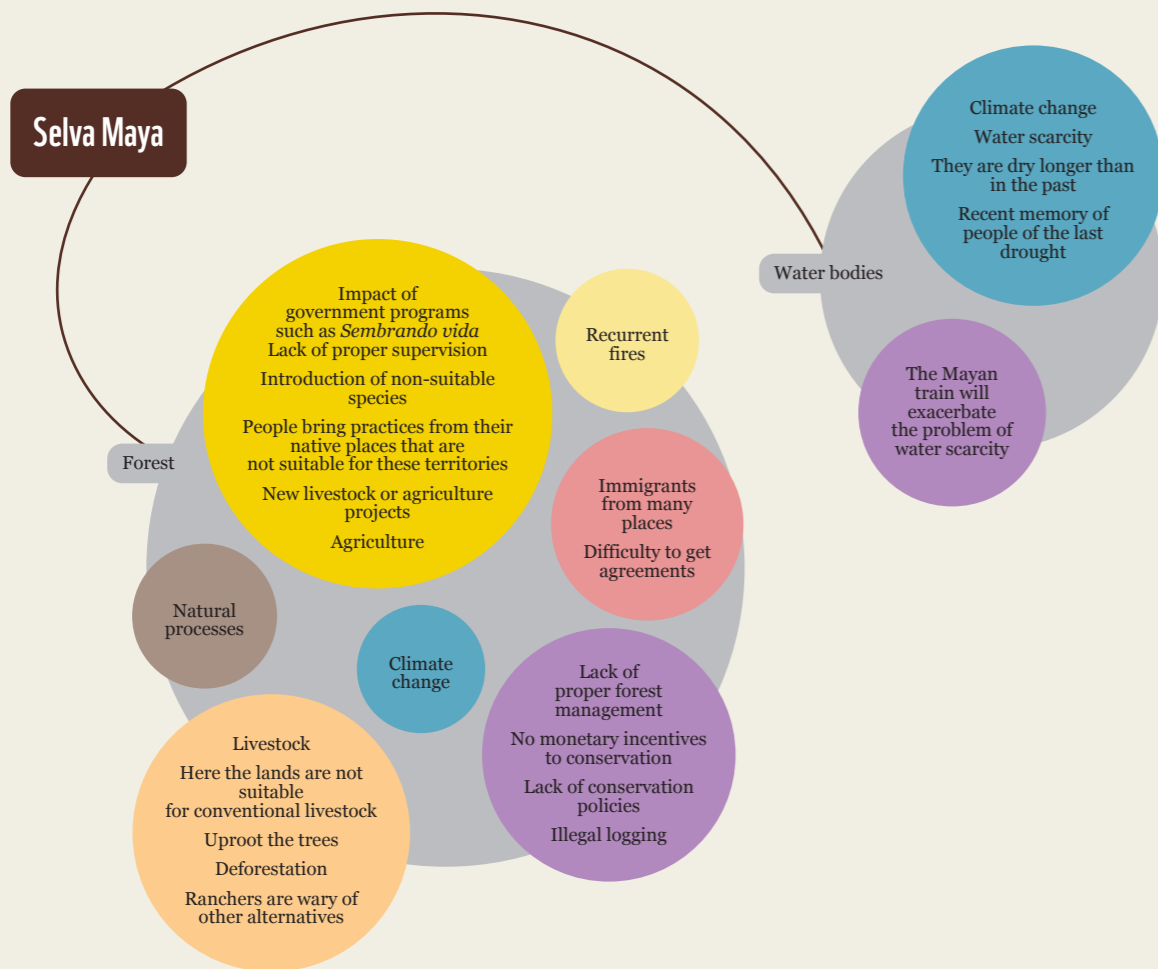 Selva Maya
Climate change
Water scarcity
They are dry longer than
in the past
Recent memory of
people of the last
drought
Water bodies
The Mayan
train will
exacerbate
the problem of
water scarcity
Forest
Impact of
government programs
such as Sembrando vida
Lack of proper supervision
Introduction of non-suitable
species
People bring practices from their
native places that are
not suitable for these territories
New livestock or agriculture
projects
Agriculture
Recurrent
fires
Immigrants
from many
places
Difficulty to get
agreements
Natural
processes
Climate
change
Lack of
proper forest
management
No monetary incentives
to conservation
Lack of conservation
policies
Illegal logging
Livestock
Here the lands are not
suitable
for conventional livestock
Uproot the trees
Deforestation
Ranchers are wary of
other alternatives